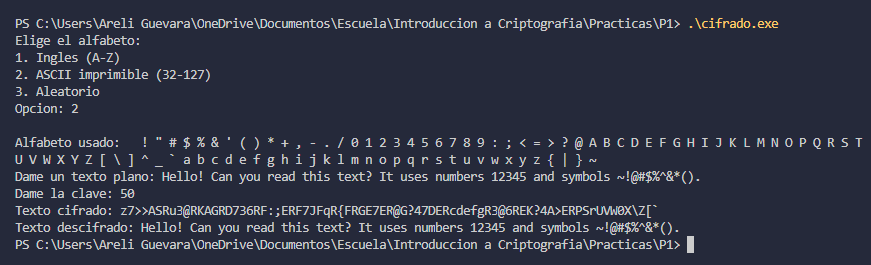 PS C:\Users\Areli Guevara\OneDrive\Documentos\Escuela\Introduccion a Criptografia\Practicas\P1> .\cifrado.exe
Elige el alfabeto:
1. Ingles (A-Z)
2. ASCII imprimible (32-127)
3. Aleatorio
Opcion: 2
Alfabeto usado:   ! " # $ % & ' ( ) * + , - . / 0 1 2 3 4 5 6 7 8 9 : ; < = > ? @ A B C D E F G H I J K L M N O P Q R S T
U V W X Y Z [ \ ] ^ _ ` a b c d e f g h i j k l m n o p q r s t u v w x y z { | } ~
Dame un texto plano: Hello! Can you read this text? It uses numbers 12345 and symbols ~!@#$%^&*().
Dame la clave: 50
Texto cifrado: z7>>ASRu3@RKAGRD736RF:;ERF7JFqR{FRGE7ER@G?47DERcdefgR3@6REK?4A>ERPSrUVW0X\Z[`
Texto descifrado: Hello! Can you read this text? It uses numbers 12345 and symbols ~!@#$%^&*().
PS C:\Users\Areli Guevara\OneDrive\Documentos\Escuela\Introduccion a Criptografia\Practicas\P1>